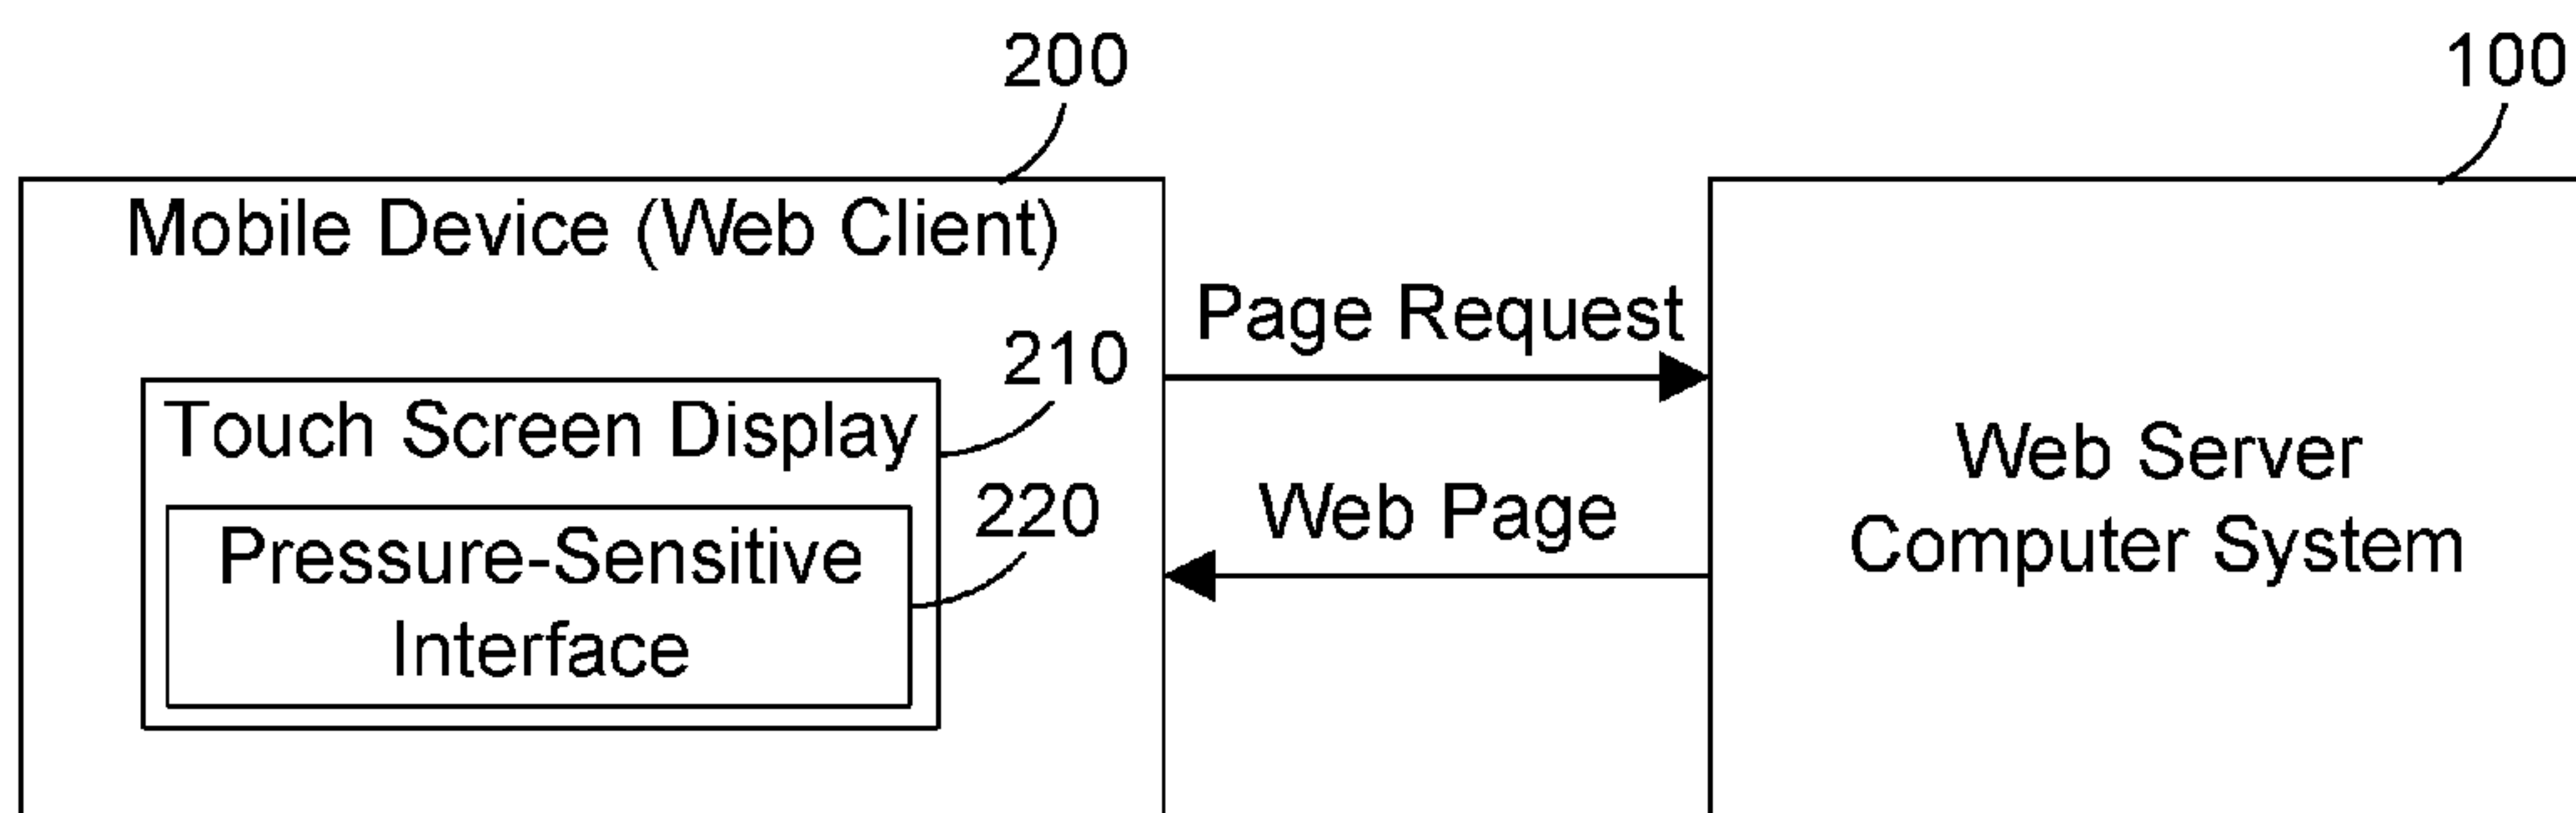 200
100
Mobile Device (Web Client)
Page Request
210
Touch Screen Display
220
Web Page
Pressure-Sensitive
Interface
Web Server
Computer System